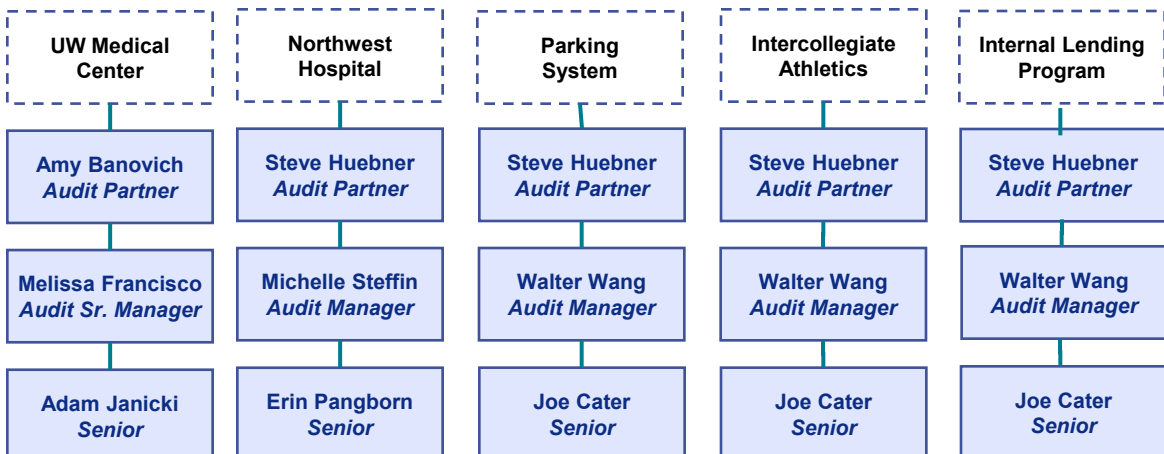 UW Medical
Center
Amy Banovich
Audit Partner
Melissa Francisco
Audit Sr. Manager
Adam Janicki
Senior
Northwest
Hospital
Steve Huebner
Audit Partner
Michelle Steffin
Audit Manager
Erin Pangborn
Senior
Parking
System
Steve Huebner
Audit Partner
Walter Wang
Audit Manager
Joe Cater
Senior
Intercollegiate
Athletics
Steve Huebner
Audit Partner
Walter Wang
Audit Manager
Joe Cater
Senior
Internal Lending
Program
Steve Huebner
Audit Partner
Walter Wang
Audit Manager
Joe Cater
Senior